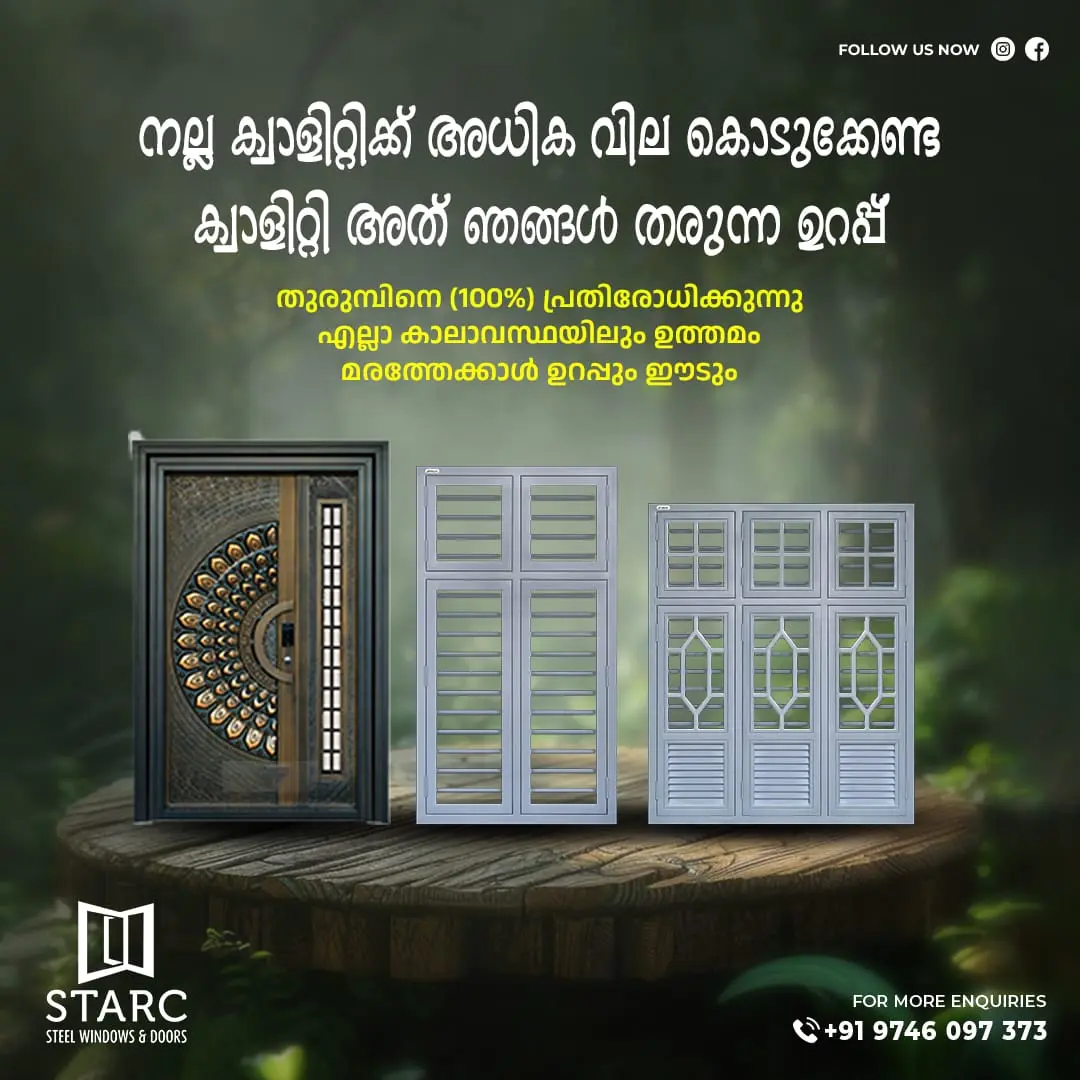 FOLLOW US NOW
നല്ല ക്വാളിറ്റിക്ക് അധിക വില കൊടുക്കേണ്ട
ക്വാളിറ്റി അത് ഞങ്ങൾ തരുന്ന ഉറപ്പ്
തുരുമ്പിനെ (100%) പ്രതിരോധിക്കുന്നു
എല്ലാ കാലാവസ്ഥയിലും ഉത്തമം
മരത്തേക്കാൾ ഉറപ്പും ഈടും
STARC
STEEL WINDOWS & DOORS
FOR MORE ENQUIRIES
+91 9746 097 373